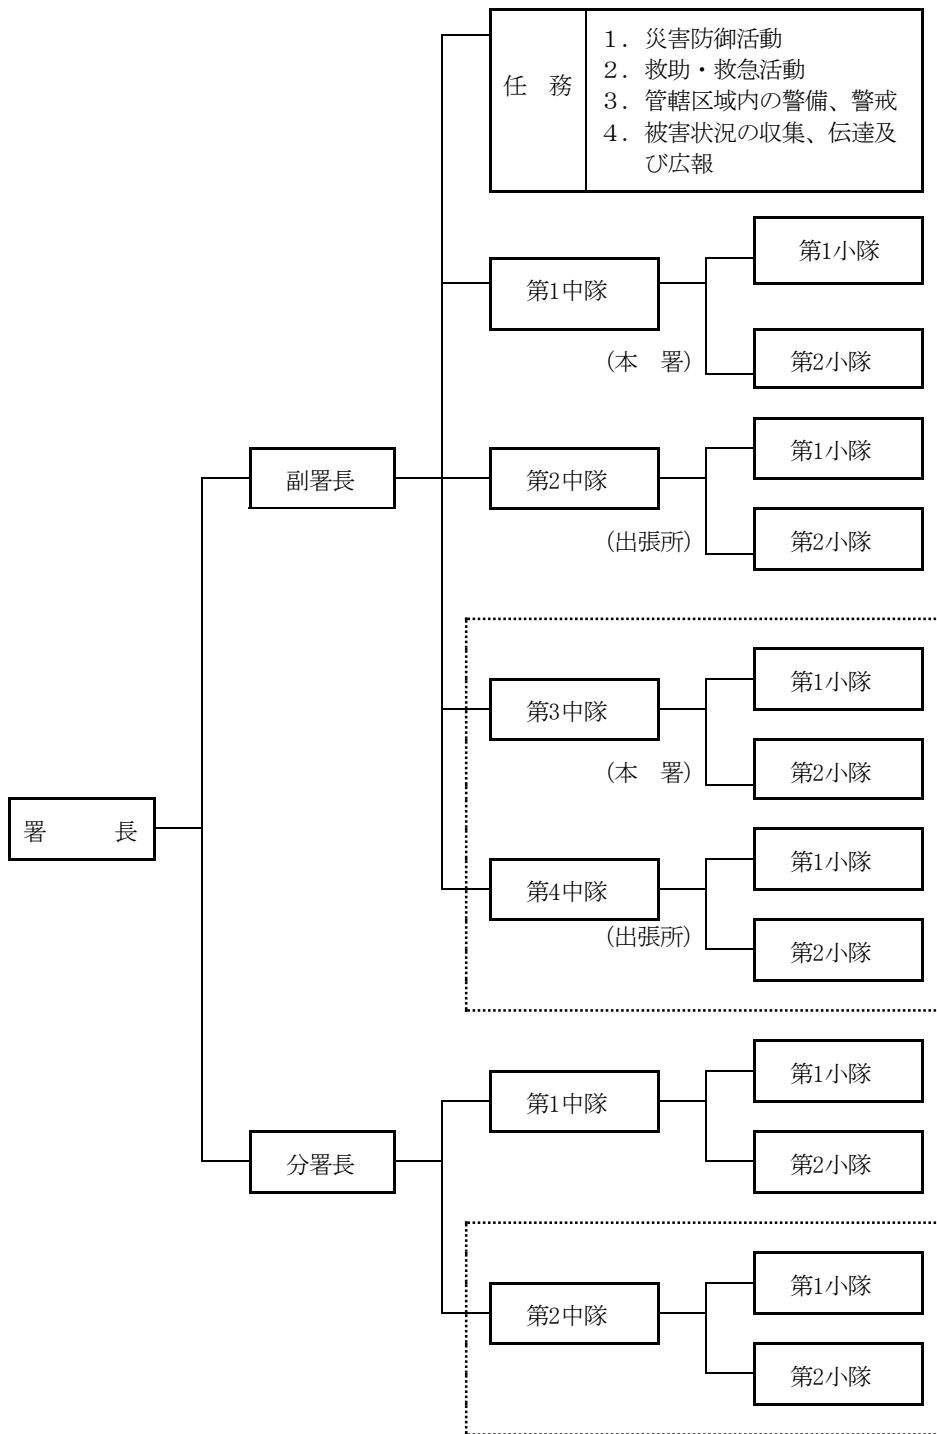 任　務
１．災害防御活動
２．救助・救急活動
３．管轄区域内の警備、警戒
４．被害状況の収集、伝達及
び広報
第1小隊
第1中隊
（本　署）
第2小隊
第1小隊
副署長
第2中隊
（出張所）
第2小隊
第1小隊
第3中隊
（本　署）
第2小隊
署　　　長
第1小隊
第4中隊
（出張所）
第2小隊
第1小隊
第1中隊
分署長
第2小隊
第1小隊
第2中隊
第2小隊